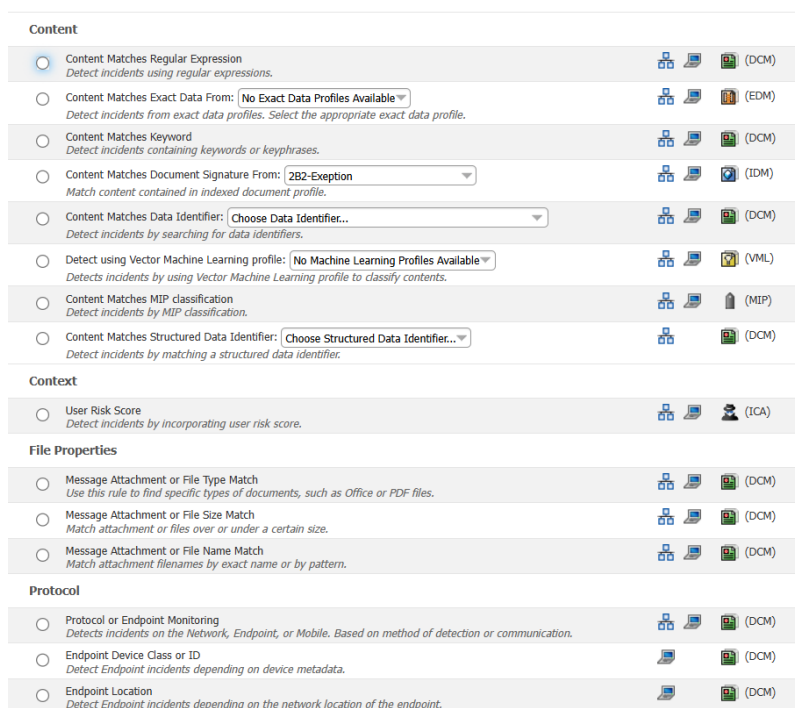 Content
Content Matches Regular Expression
(DCM)
Detect incidents using regular expressions.
Content Matches Exact Data From: No Exact Data Profiles Available
(EDM)
Detect incidents from exact data profiles. Select the appropriate exact data profile.
Content Matches Keyword
(DCM)
Detect incidents containing keywords or keyphrases.
Content Matches Document Signature From: 2B2-Exeption
(IDM)
Match content contained in indexed document profile.
Content Matches Data Identifier: Choose Data Identifier...
(DCM)
Detect incidents by searching for data identifiers.
Detect using Vector Machine Learning profile: No Machine Learning Profiles Available
(VML)
Detects incidents by using Vector Machine Learning profile to classify contents.
Content Matches MIP classification
(MIP)
Detect incidents by MIP classification.
Content Matches Structured Data Identifier: Choose Structured Data Identifier...
(DCM)
Detect incidents by matching a structured data identifier.
Context
User Risk Score
(ICA)
Detect incidents by incorporating user risk score.
File Properties
Message Attachment or File Type Match
(DCM)
Use this rule to find specific types of documents, such as Office or PDF files.
Message Attachment or File Size Match
(DCM)
Match attachment or files over or under a certain size.
Message Attachment or File Name Match
(DCM)
Match attachment filenames by exact name or by pattern.
Protocol
Protocol or Endpoint Monitoring
(DCM)
Detects incidents on the Network, Endpoint, or Mobile. Based on method of detection or communication.
Endpoint Device Class or ID
(DCM)
Detect Endpoint incidents depending on device metadata.
Endpoint Location
(DCM)
Detect Endpoint incidents depending on the network location of the endpoint.